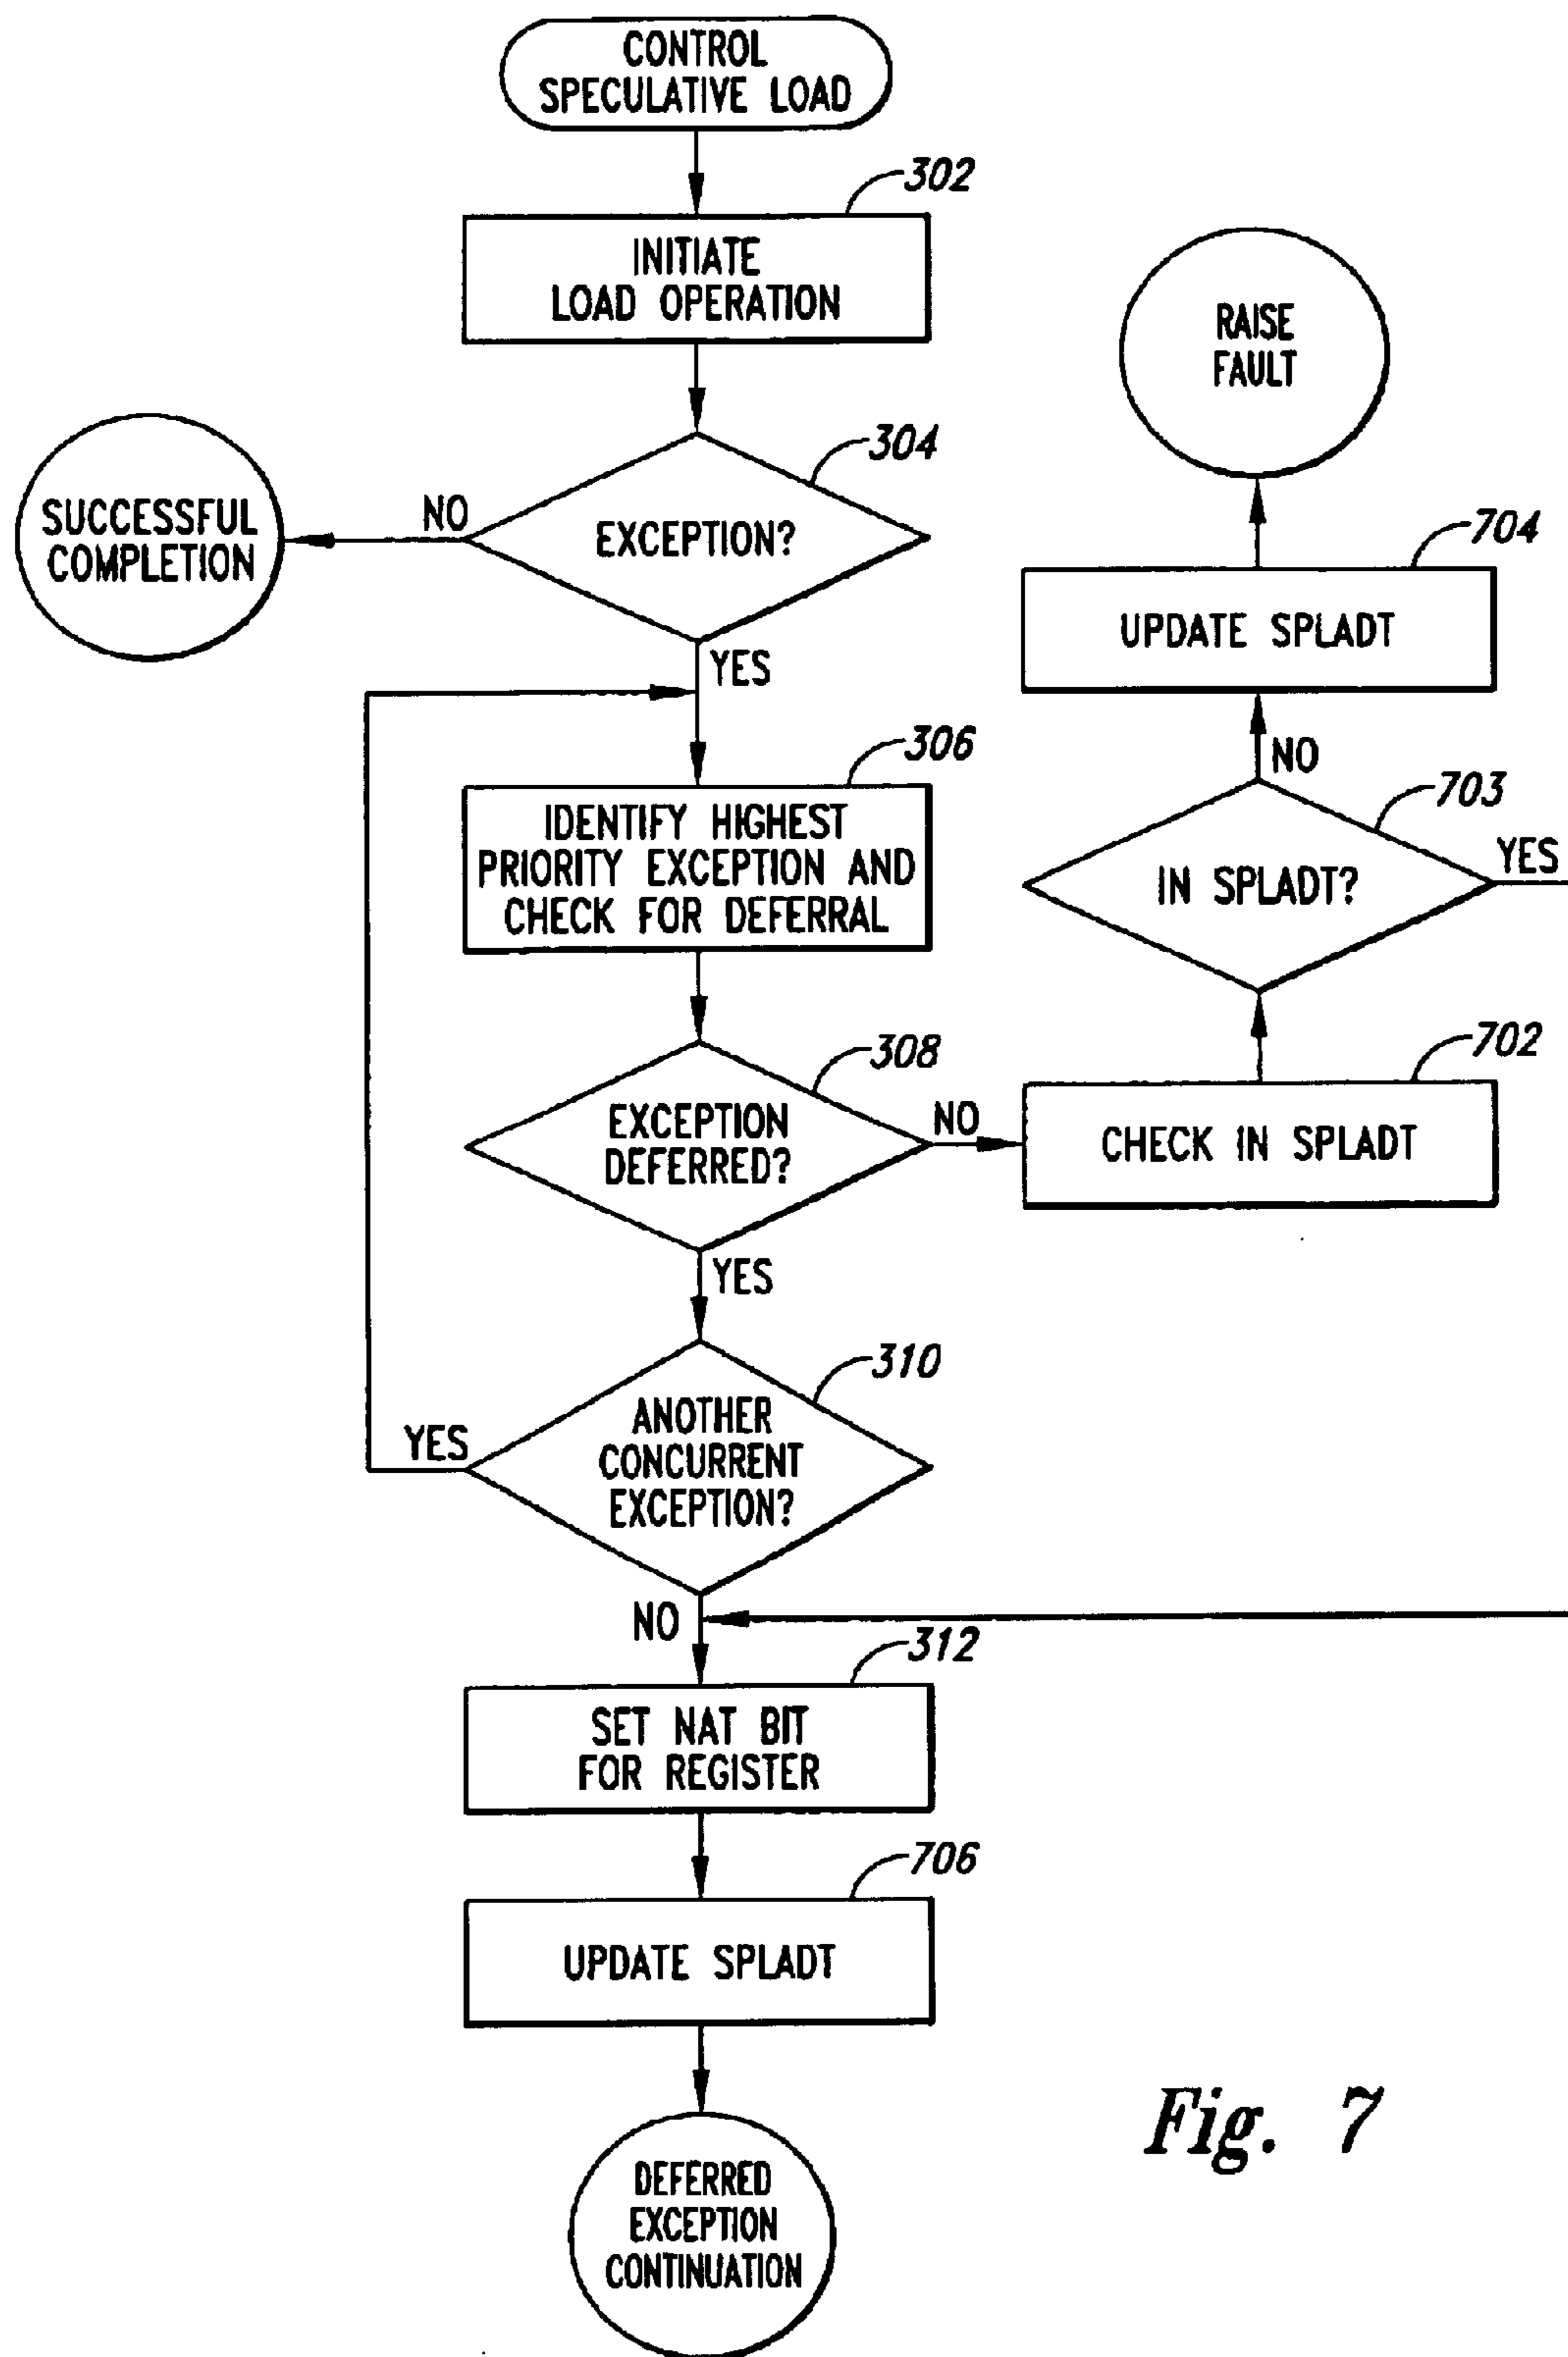 CONTROL
SPECULATIVE LOAD
302
INITIATE
LOAD OPERATION
RAISE
FAULT
304
EXCEPTION?
NO
SUCCESSFUL
COMPLETION
YES
704
UPDATE SPLADT
NO
703
IN SPLADT?
YES
306
IDENTIFY HIGHEST
PRIORITY EXCEPTION AND
CHECK FOR DEFERRAL
308
EXCEPTION
DEFERRED?
NO
702
CHECK IN SPLADT
YES
310
ANOTHER
CONCURRENT
EXCEPTION?
YES
NO
312
SET NAT BIT
FOR REGISTER
706
UPDATE SPLADT
DEFERRED
EXCEPTION
CONTINUATION
Fig. 7